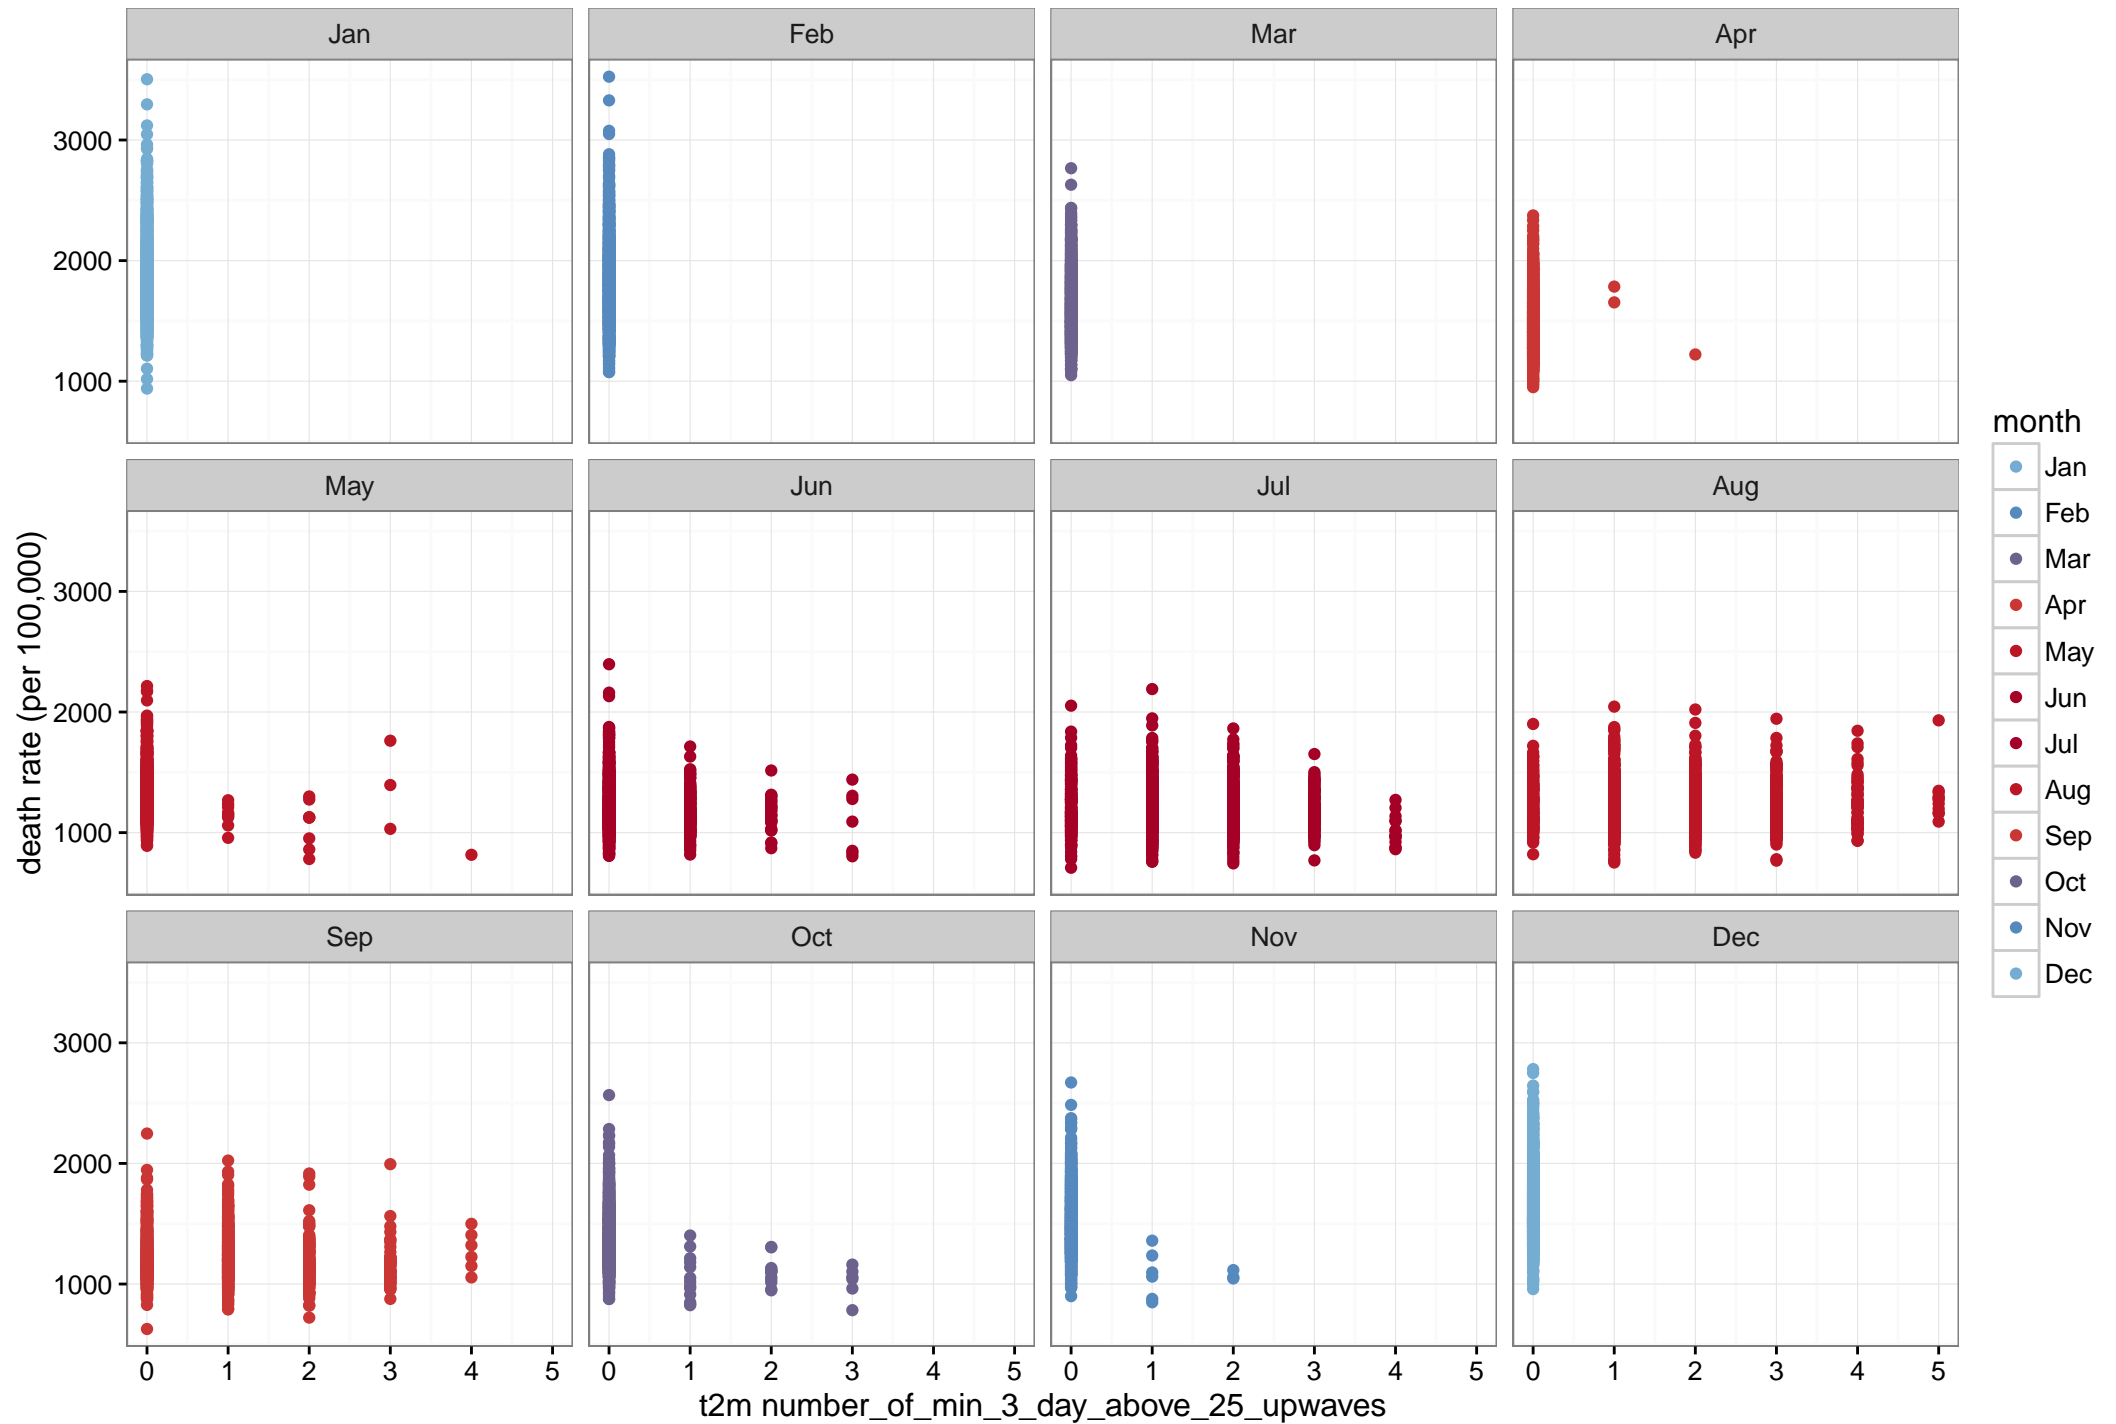 Jan Feb Mar Apr
3000
2000
1000
May Jun Jul Aug
3000
2000
1000
Sep Oct Nov Dec
3000
2000
1000
0 1 2 3 4 5 0 1 2 3 4 5 0 1 2 3 4 5 0 1 2 3 4 5
t2m number_of_min_3_day_above_25_upwaves
death rate (per 100,000)
month
Jan
Feb
Mar
Apr
May
Jun
Jul
Aug
Sep
Oct
Nov
Dec